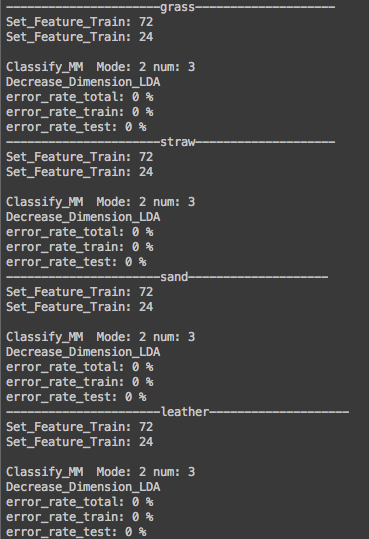 ----------------------grass--------------------
Set_Feature_Train: 72
Set_Feature_Train: 24

Classify_MM  Mode: 2 num: 3
Decrease_Dimension_LDA
error_rate_total: 0 %
error_rate_train: 0 %
error_rate_test: 0 %
----------------------straw--------------------
Set_Feature_Train: 72
Set_Feature_Train: 24

Classify_MM  Mode: 2 num: 3
Decrease_Dimension_LDA
error_rate_total: 0 %
error_rate_train: 0 %
error_rate_test: 0 %
----------------------sand--------------------
Set_Feature_Train: 72
Set_Feature_Train: 24

Classify_MM  Mode: 2 num: 3
Decrease_Dimension_LDA
error_rate_total: 0 %
error_rate_train: 0 %
error_rate_test: 0 %
----------------------leather--------------------
Set_Feature_Train: 72
Set_Feature_Train: 24

Classify_MM  Mode: 2 num: 3
Decrease_Dimension_LDA
error_rate_total: 0 %
error_rate_train: 0 %
error_rate_test: 0 %